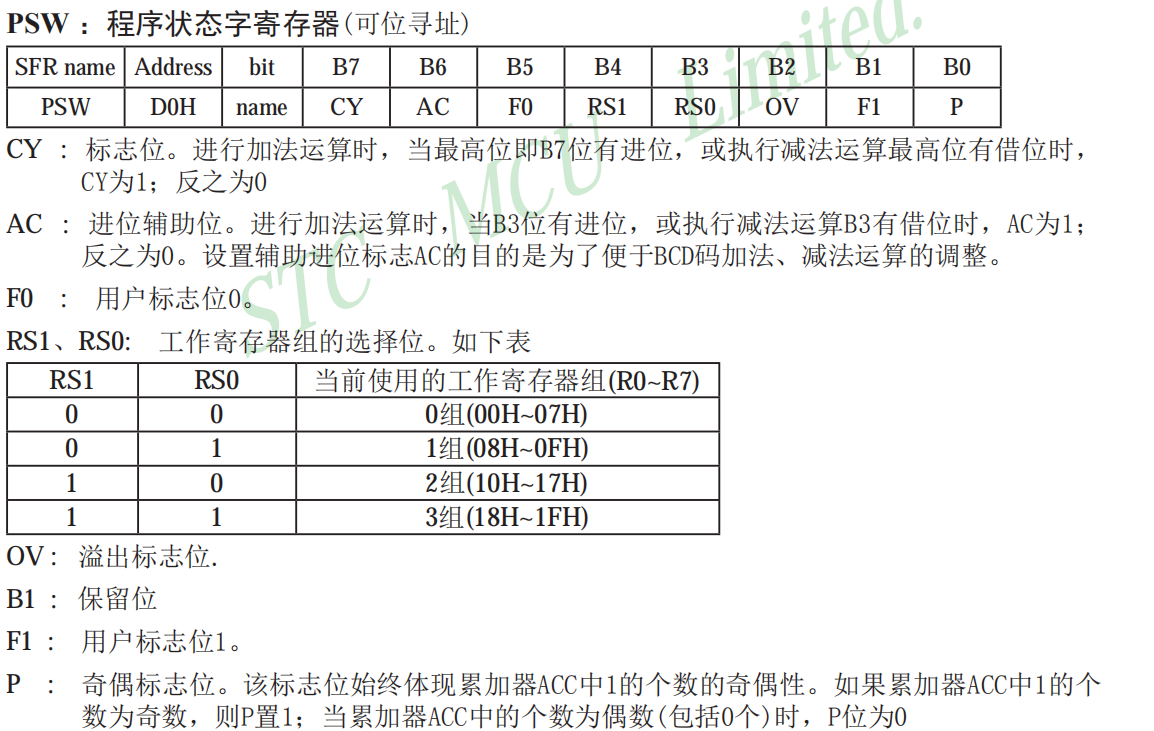 PSW : 程序状态字寄存器(可位寻址)
SFR name Address bit B7 B6 B5 B4 B3 B2 B1 B0
PSW D0H name CY AC F0 RS1 RS0 OV F1 P
CY : 标志位。进行加法运算时，当最高位即B7位有进位，或执行减法运算最高位有借位时，
CY为1；反之为0
AC : 进位辅助位。进行加法运算时，当B3位有进位，或执行减法运算B3有借位时，AC为1；
反之为0。设置辅助进位标志AC的目的是为了便于BCD码加法、减法运算的调整。
F0 : 用户标志位0。
RS1、RS0: 工作寄存器组的选择位。如下表
RS1 RS0 当前使用的工作寄存器组(R0~R7)
0 0 0组(00H~07H)
0 1 1组(08H~0FH)
1 0 2组(10H~17H)
1 1 3组(18H~1FH)
OV : 溢出标志位.
B1 : 保留位
F1 : 用户标志位1。
P : 奇偶标志位。该标志位始终体现累加器ACC中1的个数的奇偶性。如果累加器ACC中1的个
数为奇数，则P置1；当累加器ACC中的个数为偶数(包括0个)时，P位为0
STC MCU Limited.